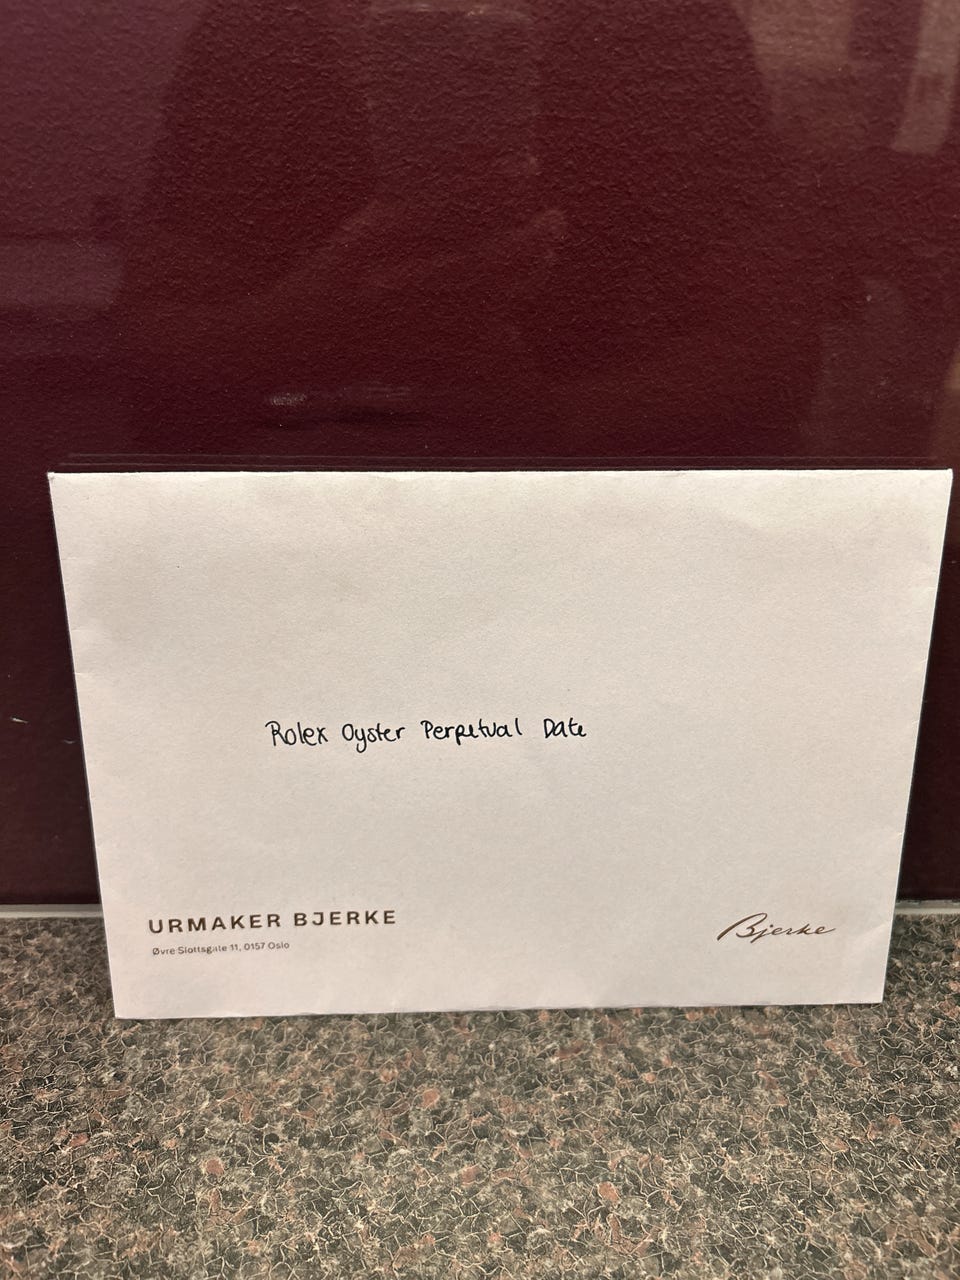 Rolex Oyster Perpetual Date
URMAKER BJERKE
Øvre Slottsgate 11, 0157 Oslo
Bjerke